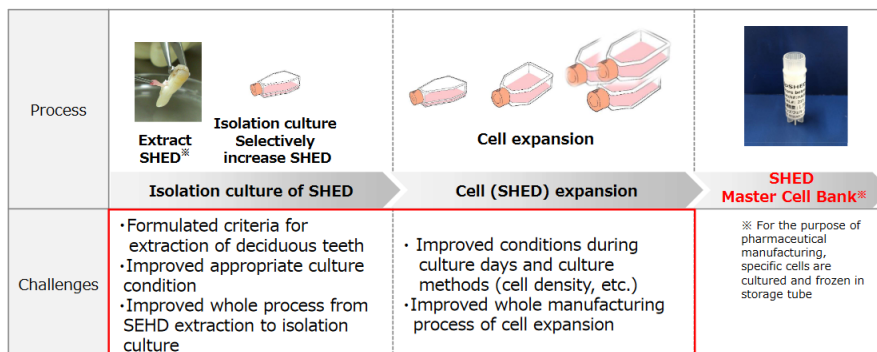 Process
Extract
SHED※
Isolation culture
Selectively
increase SHED
Cell expansion
Isolation culture of SHED
Cell (SHED) expansion
SHED
Master Cell Bank※
Challenges
・Formulated criteria for
extraction of deciduous teeth
・Improved appropriate culture
condition
・Improved whole process from
SEHD extraction to isolation
culture
・Improved conditions during
culture days and culture
methods (cell density, etc.)
・Improved whole manufacturing
process of cell expansion
※ For the purpose of
pharmaceutical
manufacturing,
specific cells are
cultured and frozen in
storage tube